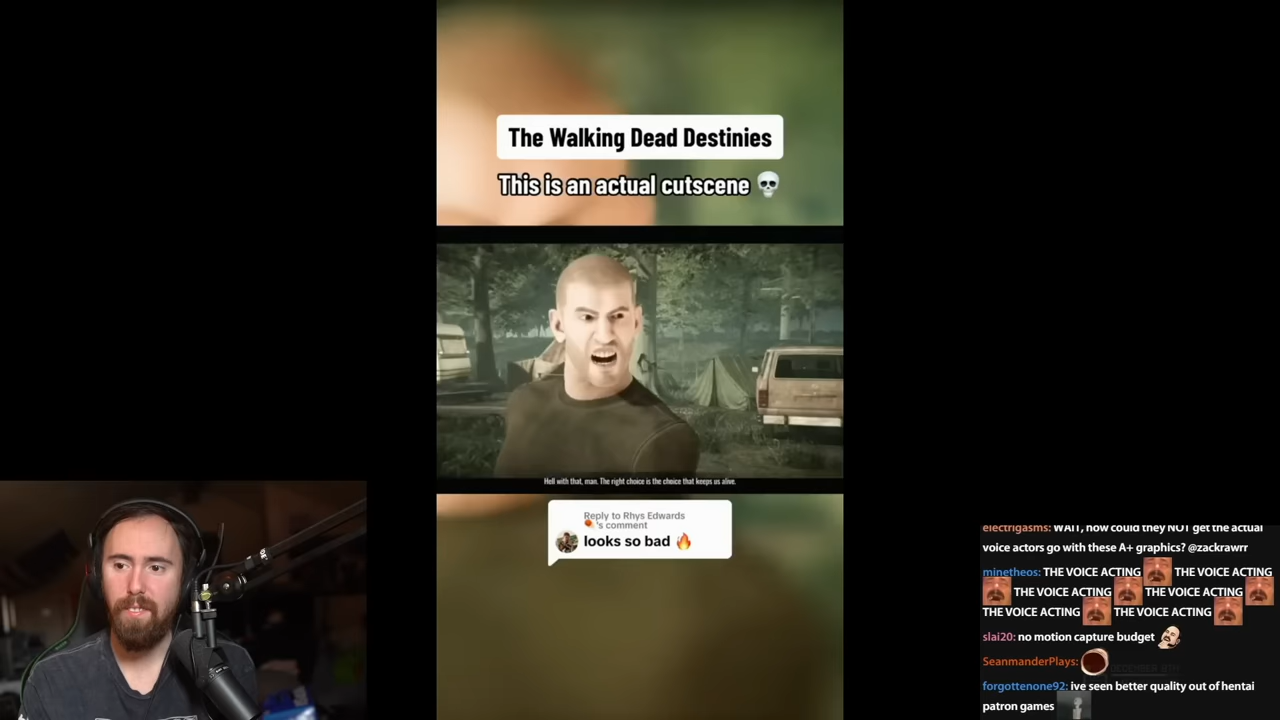 The Walking Dead Destinies
This is an actual cutscene 💀
Hell with that, man. The right choice is the choice that keeps us alive.
Reply to Rhys Edwards
's comment
looks so bad 🔥
electrigasms: WAIT, how could they NOT get the actual
voice actors go with these A+ graphics? @zackrawrr
minetheos: THE VOICE ACTING THE VOICE ACTING
THE VOICE ACTING THE VOICE ACTING
THE VOICE ACTING THE VOICE ACTING
slai20: no motion capture budget
SeanmanderPlays:
forgottenone92: ive seen better quality out of hentai
patron games